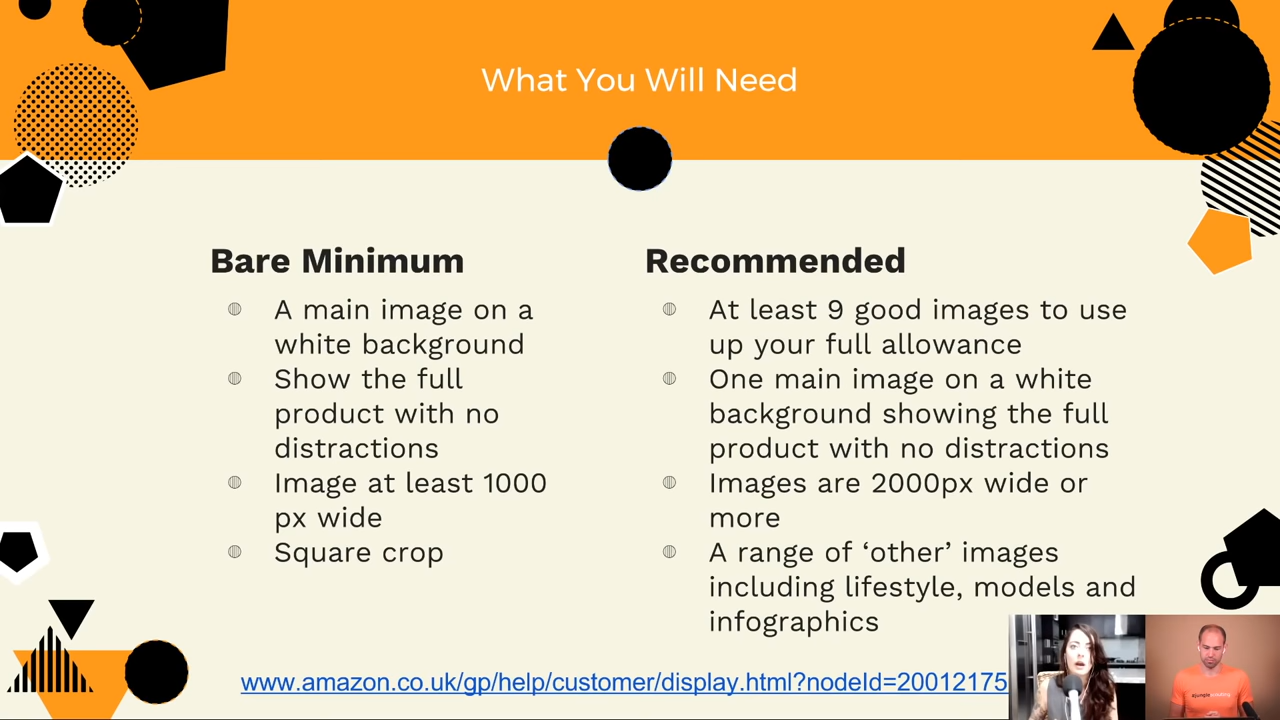 What You Will Need
Bare Minimum
A main image on a
white background
Show the full
product with no
distractions
Image at least 1000
px wide
Square crop
Recommended
At least 9 good images to use
up your full allowance
One main image on a white
background showing the full
product with no distractions
Images are 2000px wide or
more
A range of ‘other’ images
including lifestyle, models and
infographics
www.amazon.co.uk/gp/help/customer/display.html?nodeId=20012175